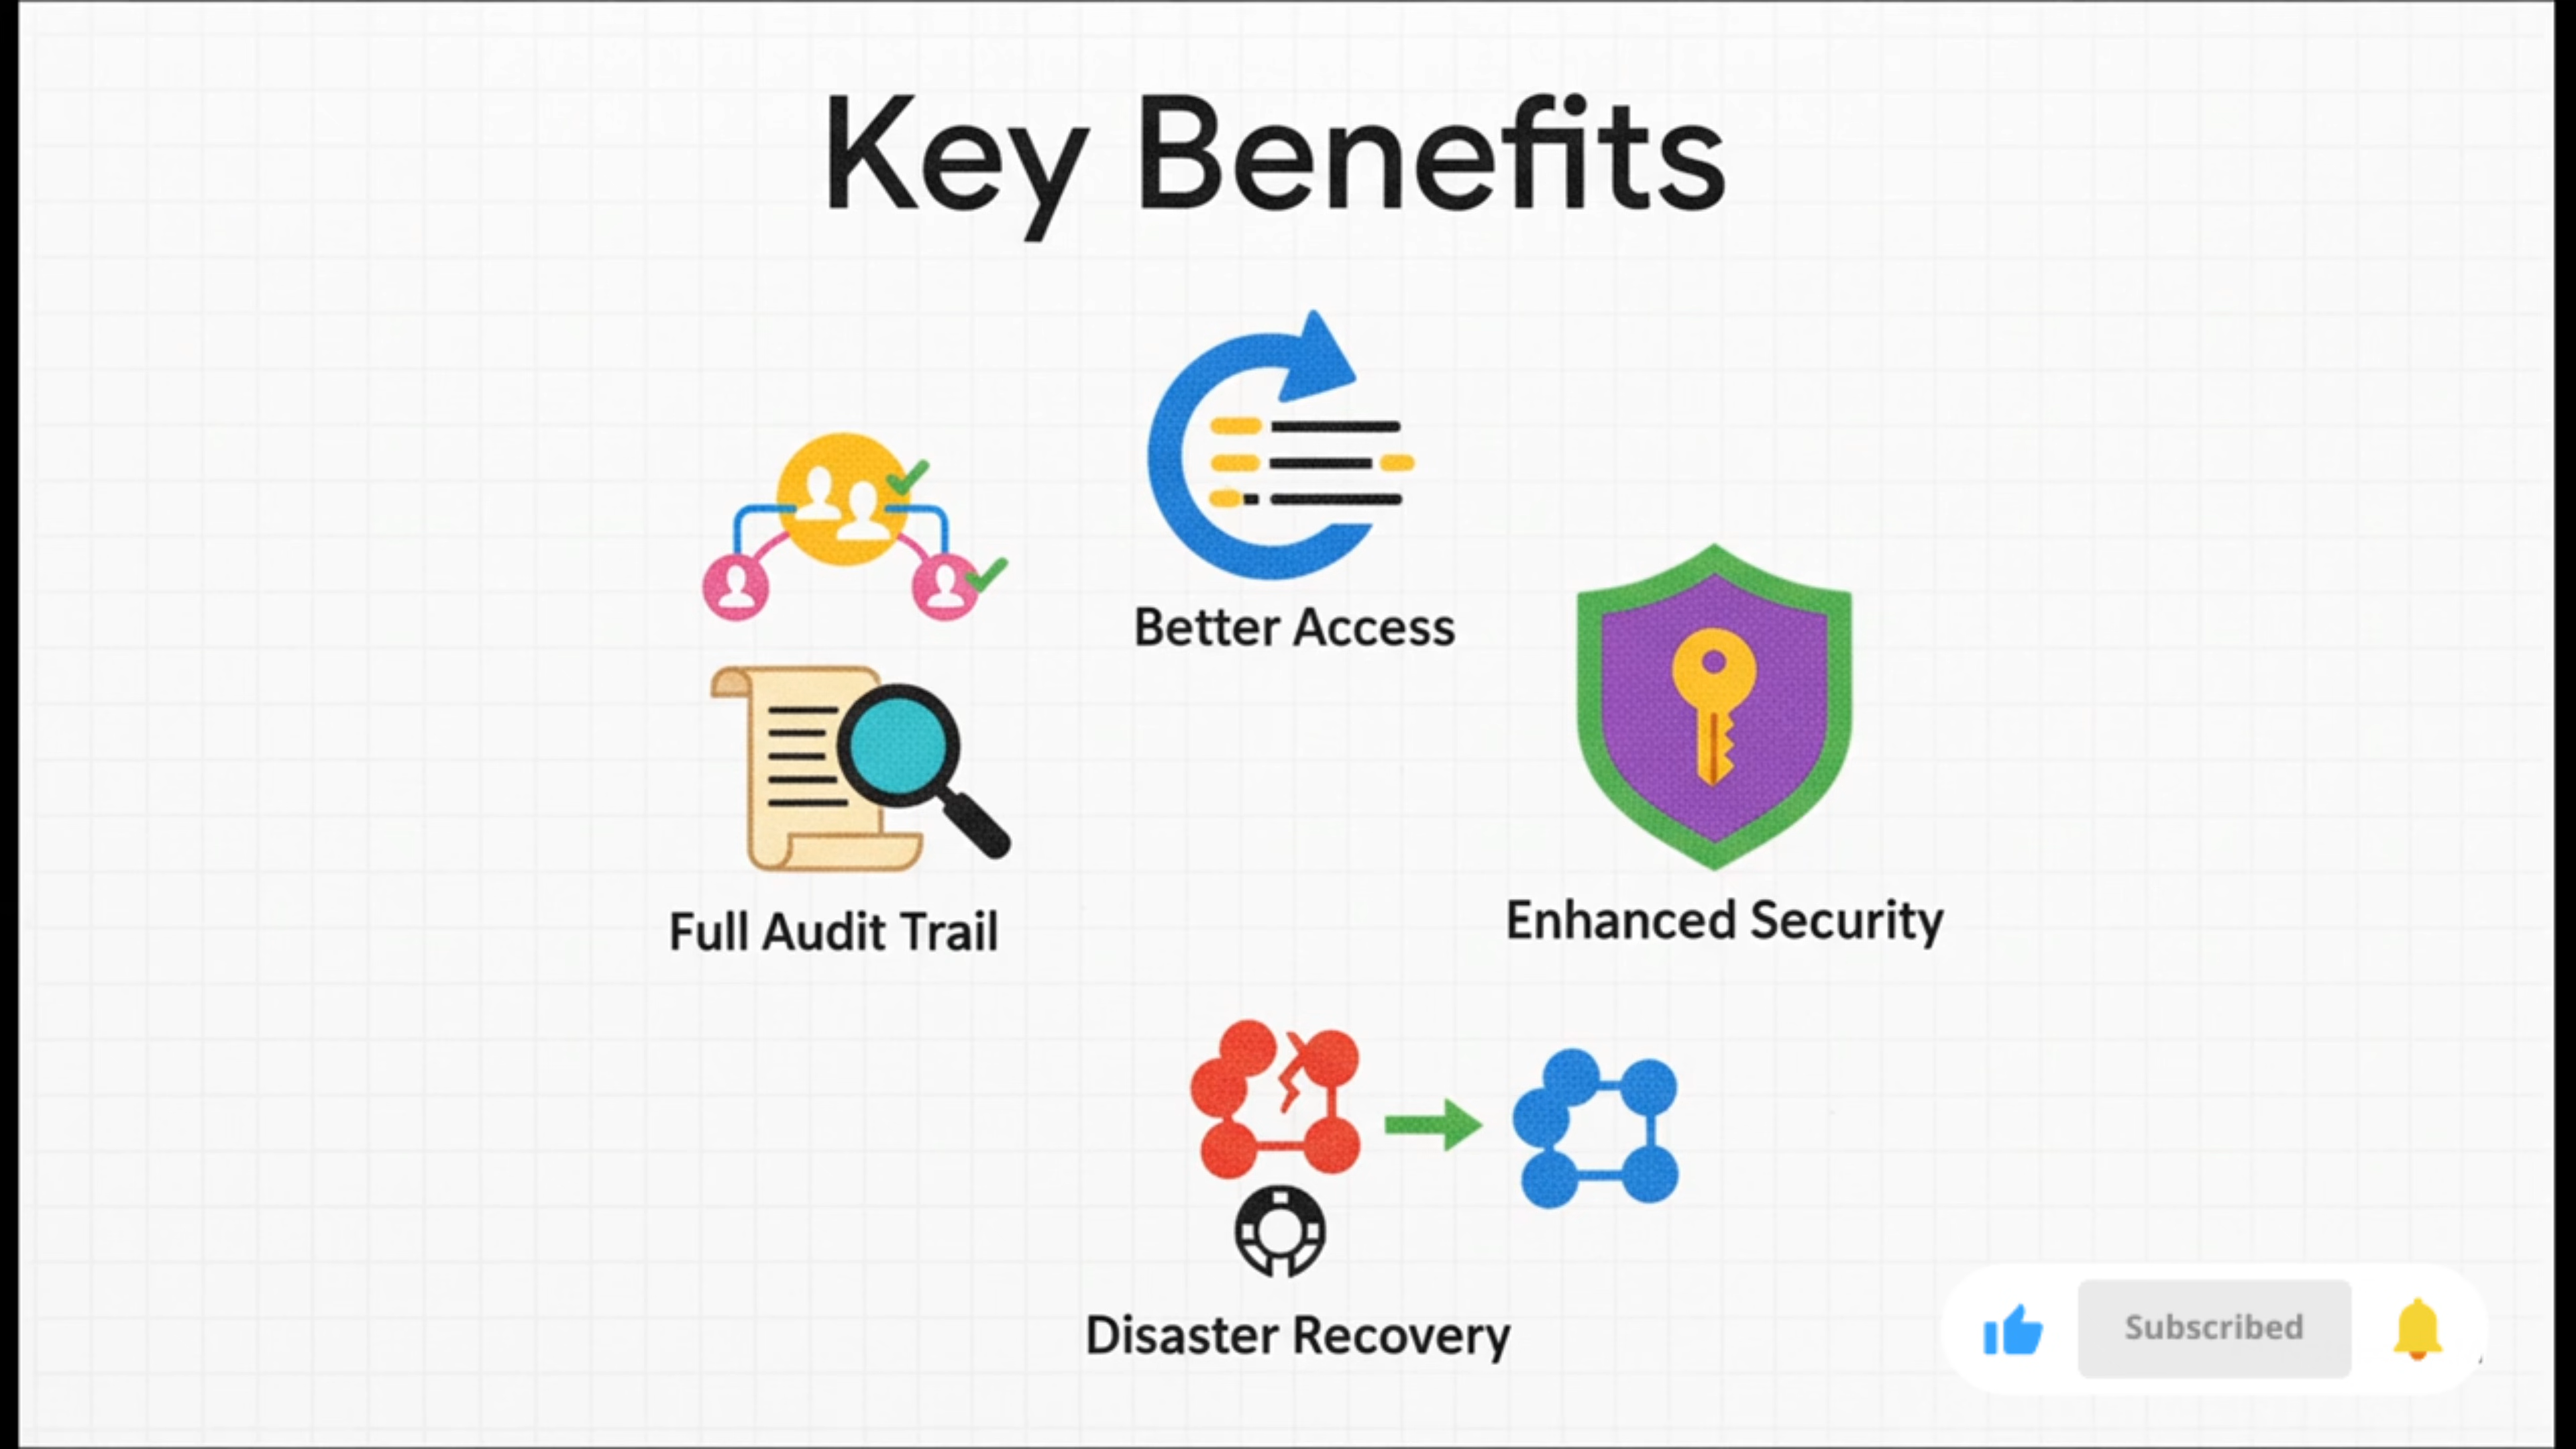 Key Benefits
Better Access
Full Audit Trail
Enhanced Security
Disaster Recovery
Subscribed